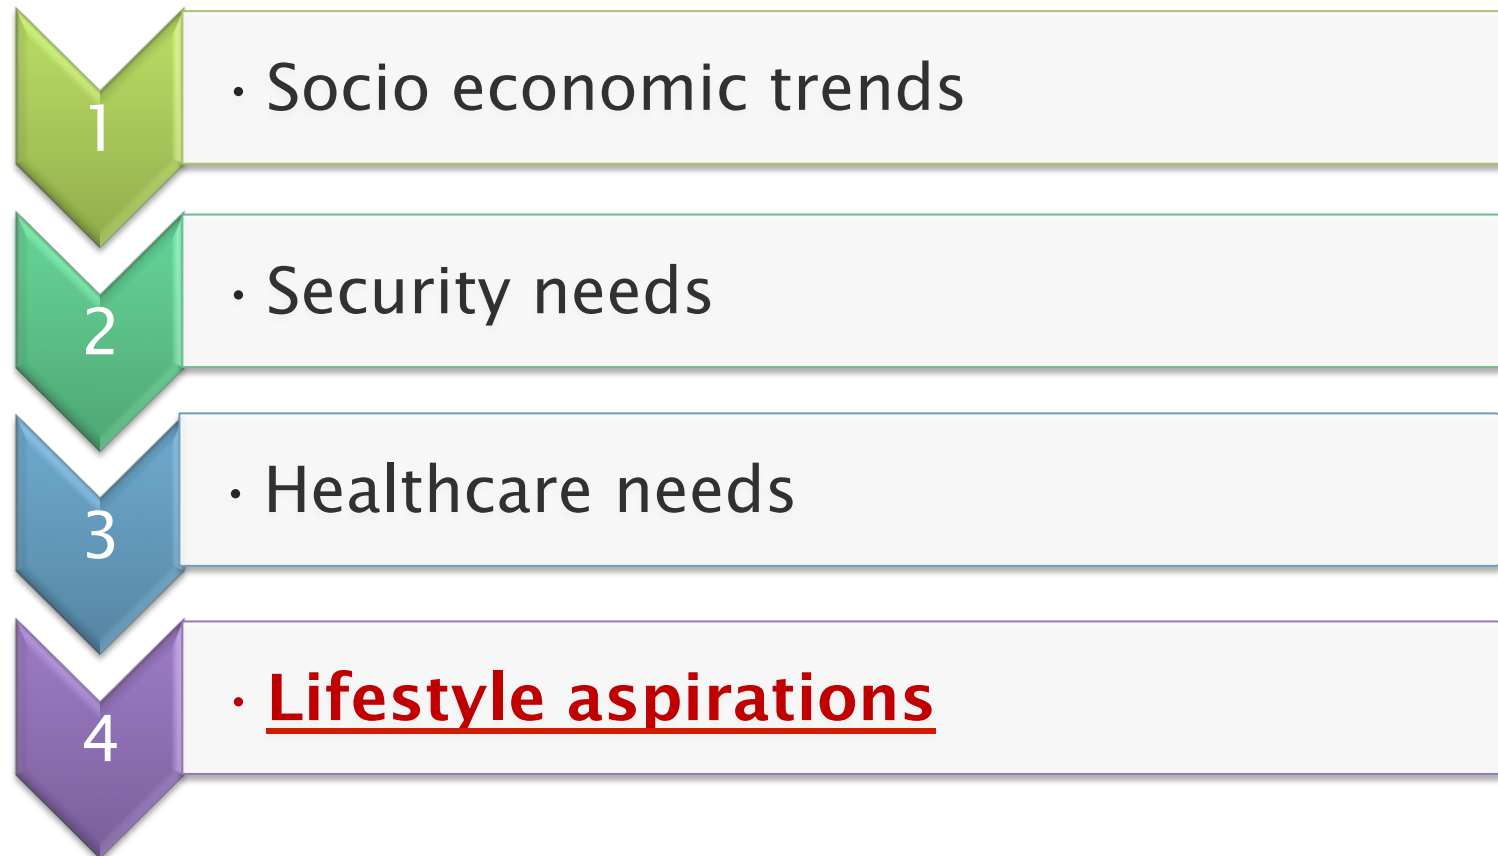 1
· Socio economic trends
2
· Security needs
3
· Healthcare needs
4
· Lifestyle aspirations